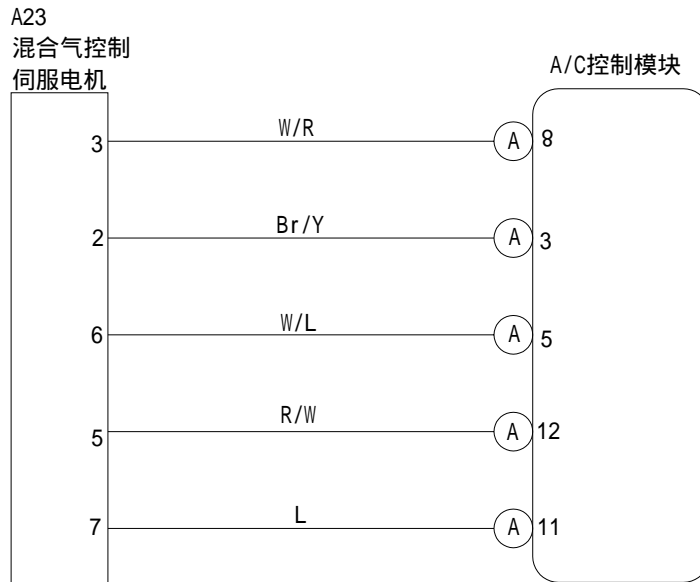 A23
混合气控制
伺服电机
A/C控制模块
3 W/R A 8
2 Br/Y A 3
6 W/L A 5
5 R/W A 12
7 L A 11